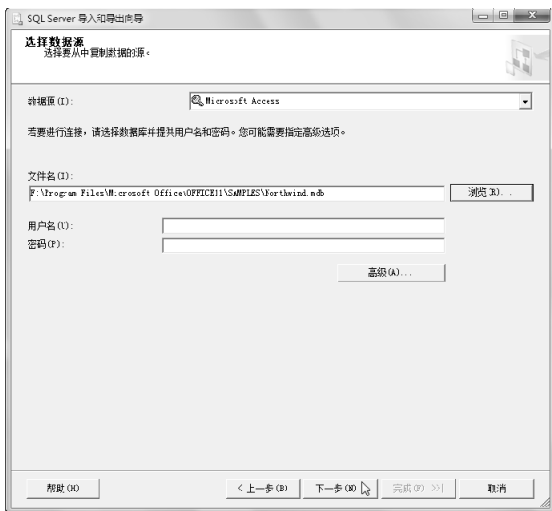 SQL Server 导入和导出向导
选择数据源
选择要从中复制数据的源。
数据源(I):
Microsoft Access
若要进行连接，请选择数据库并提供用户名和密码。您可能需要指定高级选项。
文件名(I):
F:\Program Files\Microsoft Office\OFFICE11\SAMPLES\Northwind.mdb
浏览(R)...
用户名(U):
密码(P):
高级(A)...
帮助(H)
< 上一步(B)
下一步(N)
完成(F) >>|
取消